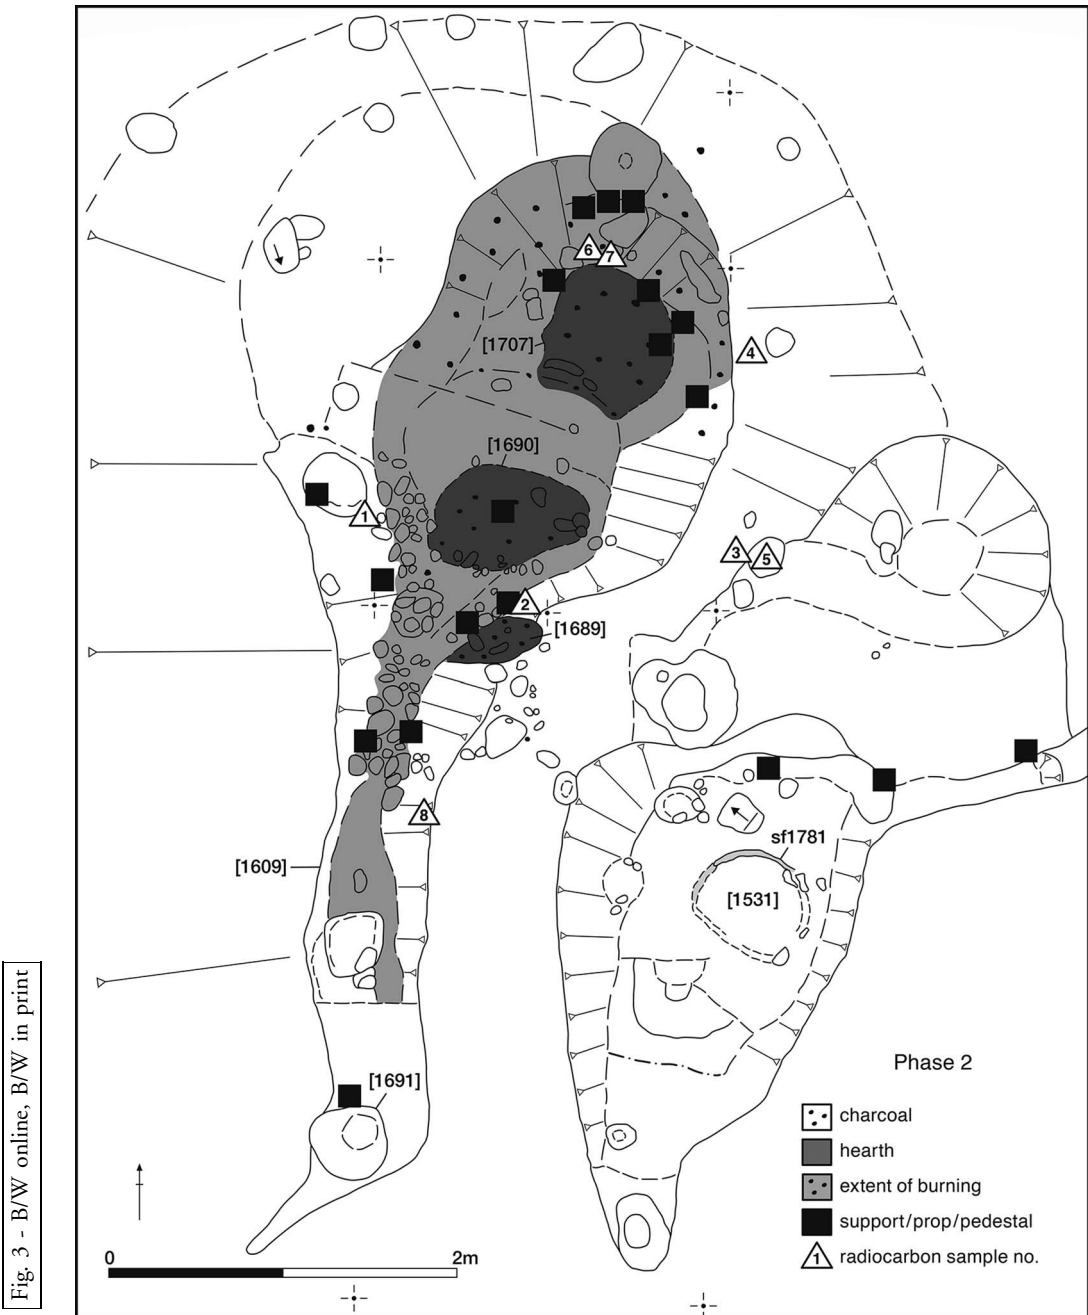 Fig. 3 - B/W online, B/W in print
6
7
[1707]
4
[1690]
1
3
5
2
[1689]
8
sf1781
[1609]
[1531]
Phase 2
[1691]
charcoal
hearth
extent of burning
support/prop/pedestal
1 radiocarbon sample no.
0 2m